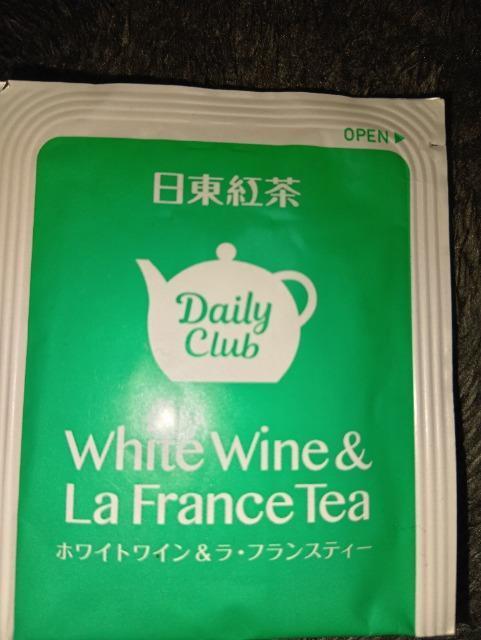 OPEN ▶
日東紅茶
Daily
Club
White Wine &
La France Tea
ホワイトワイン&ラ・フランスティー